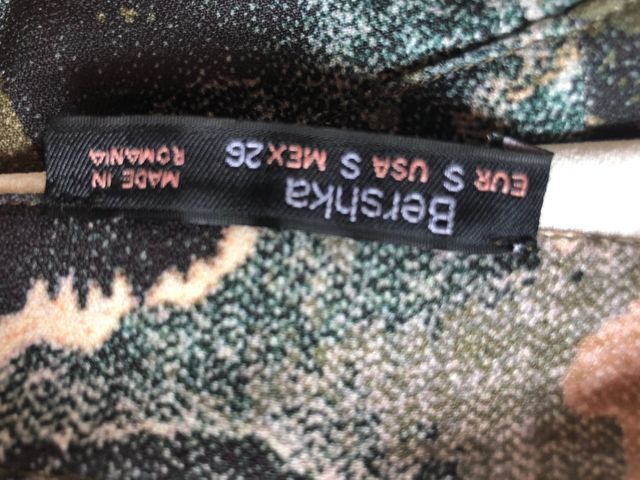 Bershka
EUR S USA S MEX 26
MADE IN
ROMANIA